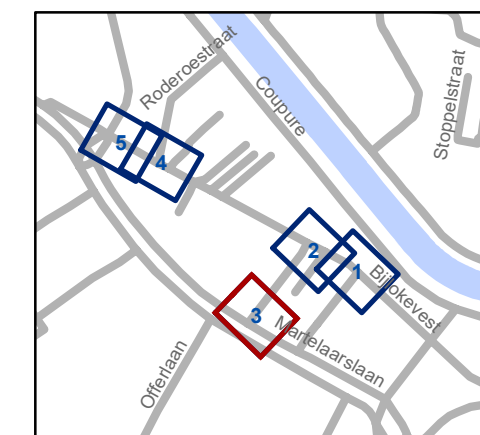 Roderoestraat
Coupure
Stoppelstraat
5
4
2
1
Bijlokevest
3
Martelaarslaan
Offerlaan